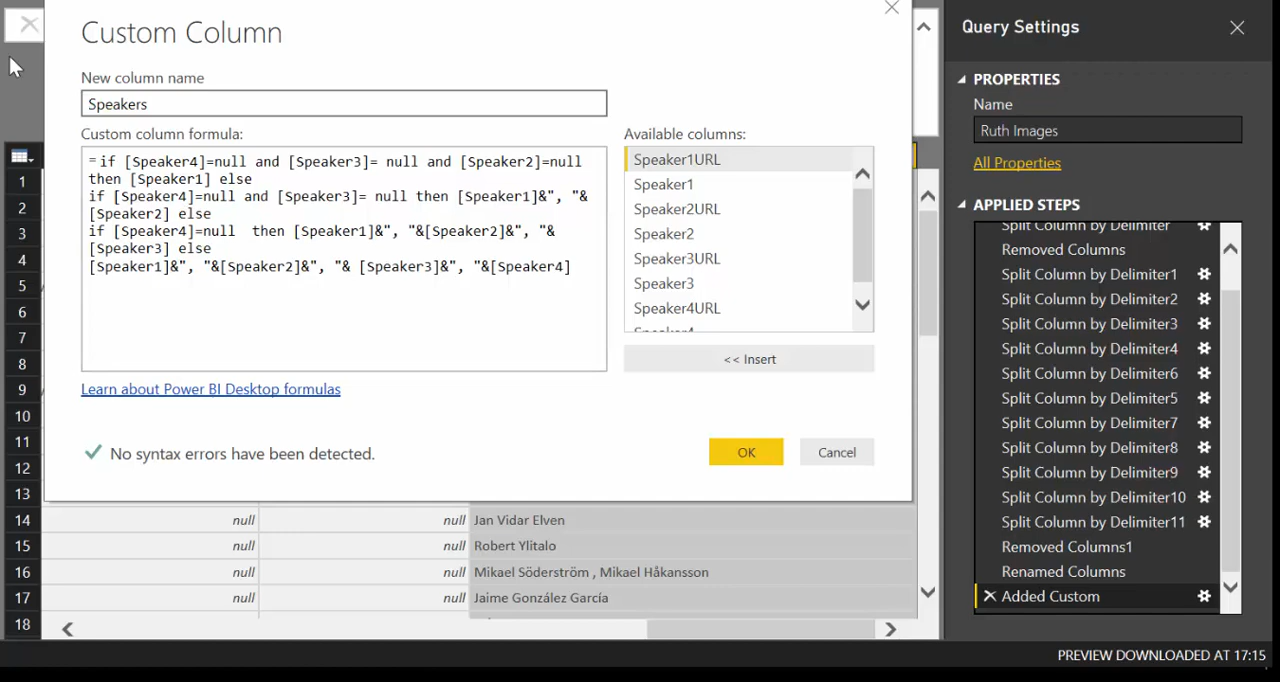 Custom Column
New column name
Speakers
Custom column formula:
=if [Speaker4]=null and [Speaker3]= null and [Speaker2]=null
then [Speaker1] else
if [Speaker4]=null and [Speaker3]= null then [Speaker1]&", "&
[Speaker2] else
if [Speaker4]=null  then [Speaker1]&", "&[Speaker2]&", "&
[Speaker3] else
[Speaker1]&", "&[Speaker2]&", "& [Speaker3]&", "&[Speaker4]
Available columns:
Speaker1URL
Speaker1
Speaker2URL
Speaker2
Speaker3URL
Speaker3
Speaker4URL
Speaker4
<< Insert
Learn about Power BI Desktop formulas
No syntax errors have been detected.
OK
Cancel
1
2
3
4
5
6
7
8
9
10
11
12
13
14 null null Jan Vidar Elven
15 null null Robert Ylitalo
16 null null Mikael Söderström , Mikael Håkansson
17 null null Jaime González García
18
Query Settings
PROPERTIES
Name
Ruth Images
All Properties
APPLIED STEPS
Split Column by Delimiter
Removed Columns
Split Column by Delimiter1
Split Column by Delimiter2
Split Column by Delimiter3
Split Column by Delimiter4
Split Column by Delimiter6
Split Column by Delimiter5
Split Column by Delimiter7
Split Column by Delimiter8
Split Column by Delimiter9
Split Column by Delimiter10
Split Column by Delimiter11
Removed Columns1
Renamed Columns
Added Custom
PREVIEW DOWNLOADED AT 17:15